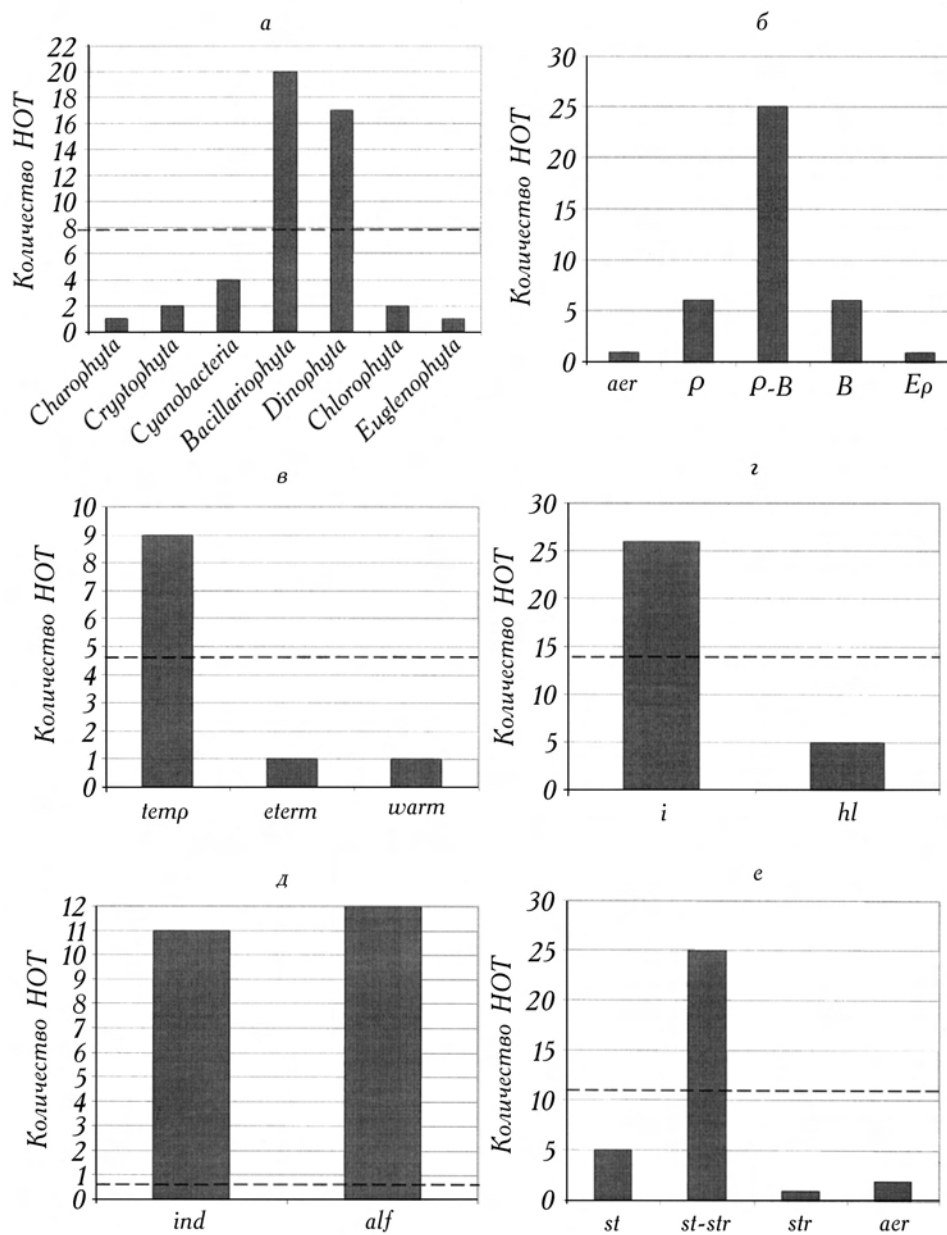 а
Количество НОТ
22
20
18
16
14
12
10
8
6
4
2
0
Charophyta
Cryptophyta
Cyanobacteria
Bacillariophyta
Dinophyta
Chlorophyta
Euglenophyta
б
Количество НОТ
30
25
20
15
10
5
0
aer
P
P-B
B
Ep
в
Количество НОТ
10
9
8
7
6
5
4
3
2
1
0
temp
eterm
warm
г
Количество НОТ
30
25
20
15
10
5
0
i
hl
д
Количество НОТ
12
11
10
9
8
7
6
5
4
3
2
1
0
ind
alf
е
Количество НОТ
30
25
20
15
10
5
0
st
st-str
str
aer